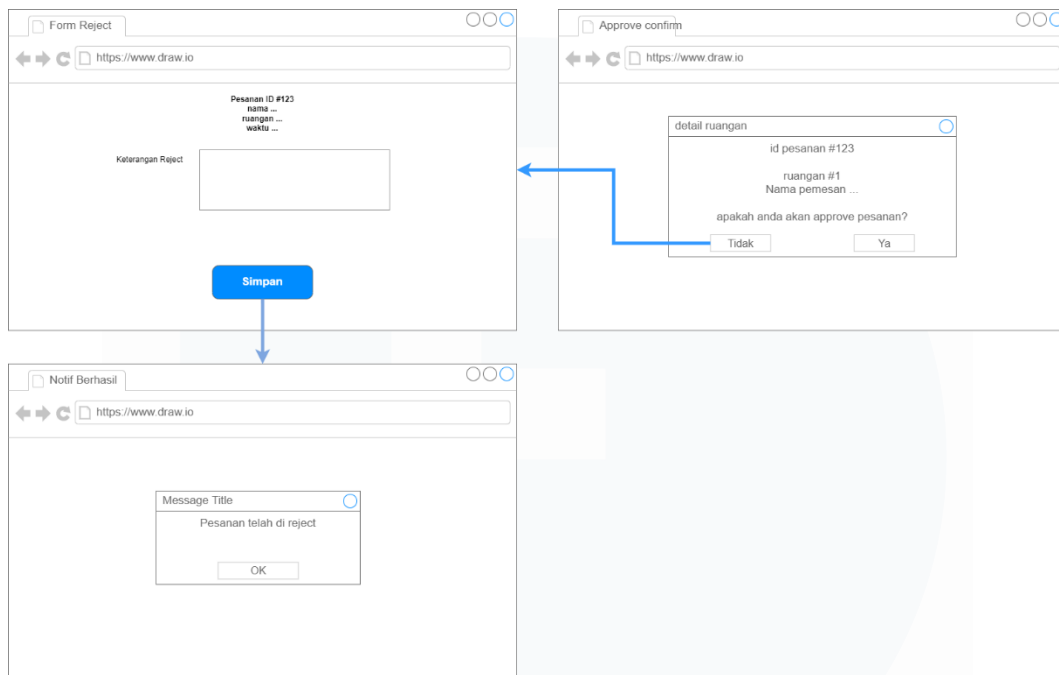 Form Reject
https://www.draw.io
Pesanan ID #123
nama ...
ruangan ...
waktu ...
Keterangan Reject
Simpan
Approve confirm
https://www.draw.io
detail ruangan
id pesanan #123
ruangan #1
Nama pemesan ...
apakah anda akan approve pesanan?
Tidak
Ya
Notif Berhasil
https://www.draw.io
Message Title
Pesanan telah di reject
OK